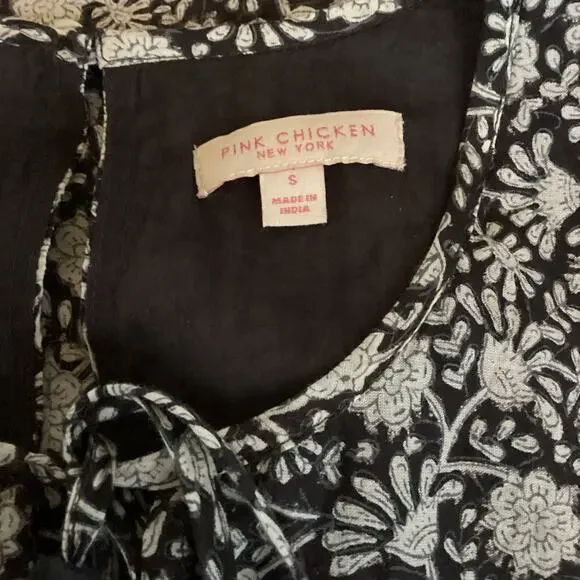 PINK CHICKEN
NEW YORK
S
MADE IN
INDIA